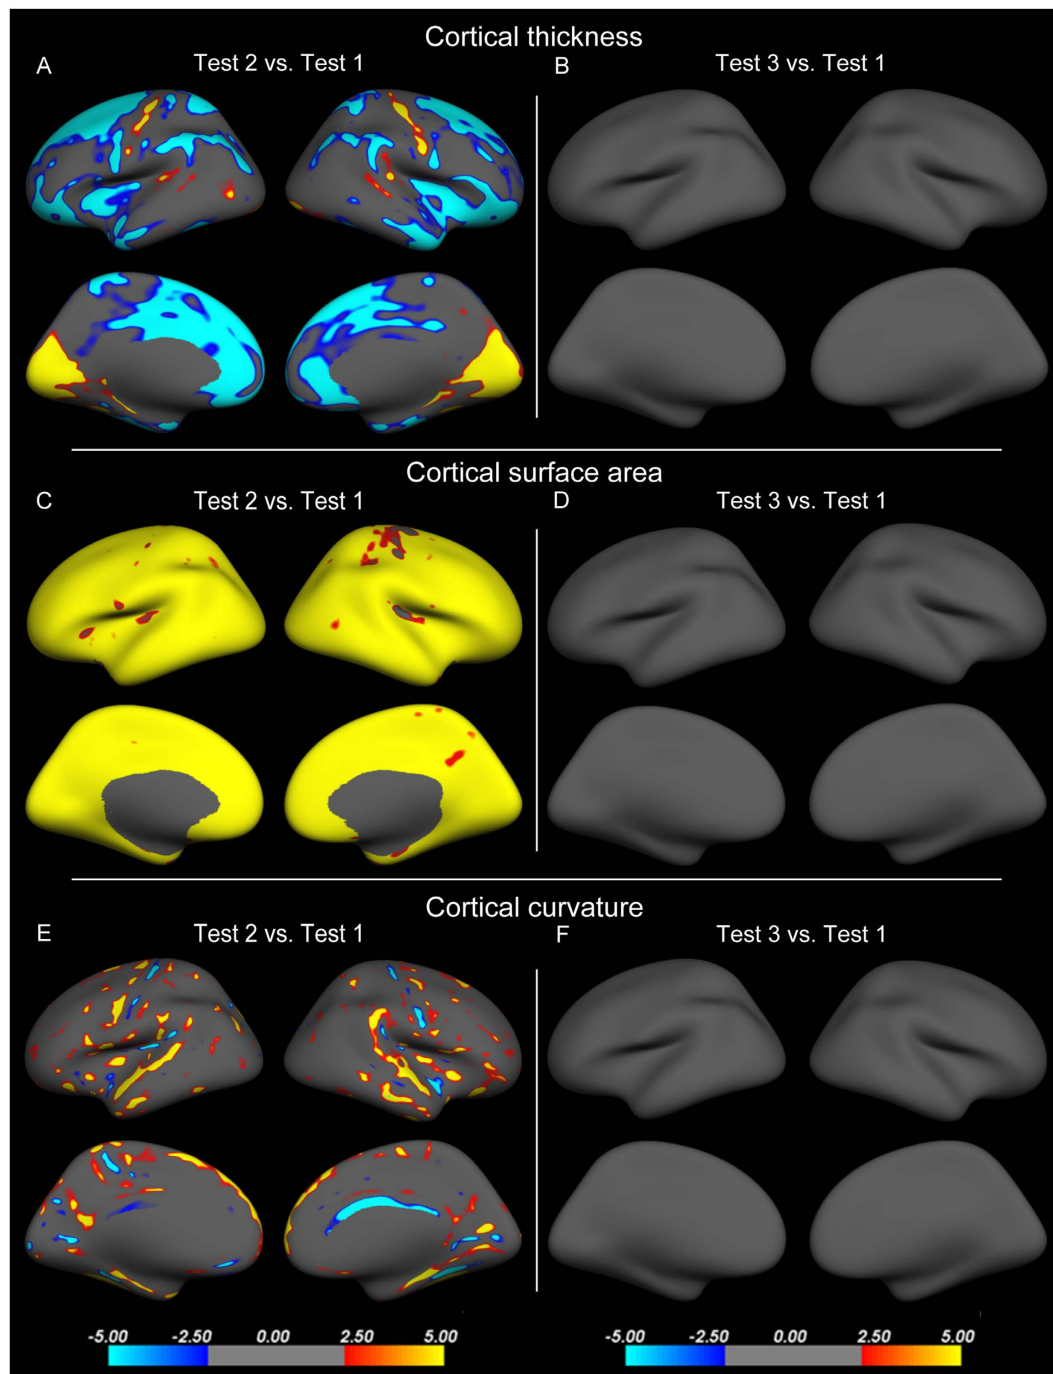 Cortical thickness
A Test 2 vs. Test 1 B Test 3 vs. Test 1
Cortical surface area
C Test 2 vs. Test 1 D Test 3 vs. Test 1
Cortical curvature
E Test 2 vs. Test 1 F Test 3 vs. Test 1
-5.00 -2.50 0.00 2.50 5.00 -5.00 -2.50 0.00 2.50 5.00